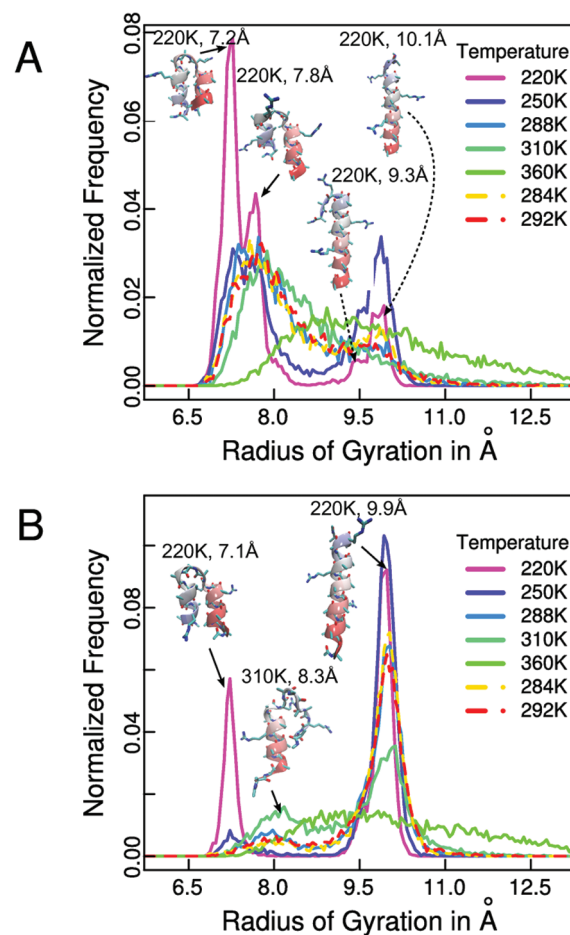 A
220K, 7.2Å
220K, 7.8Å
220K, 10.1Å
220K, 9.3Å
Temperature
220K
250K
288K
310K
360K
284K
292K
Normalized Frequency
0.08
0.06
0.04
0.02
0.00
6.5 8.0 9.5 11.0 12.5
Radius of Gyration in Å
B
220K, 9.9Å
220K, 7.1Å
310K, 8.3Å
Temperature
220K
250K
288K
310K
360K
284K
292K
Normalized Frequency
0.08
0.04
0.00
6.5 8.0 9.5 11.0 12.5
Radius of Gyration in Å